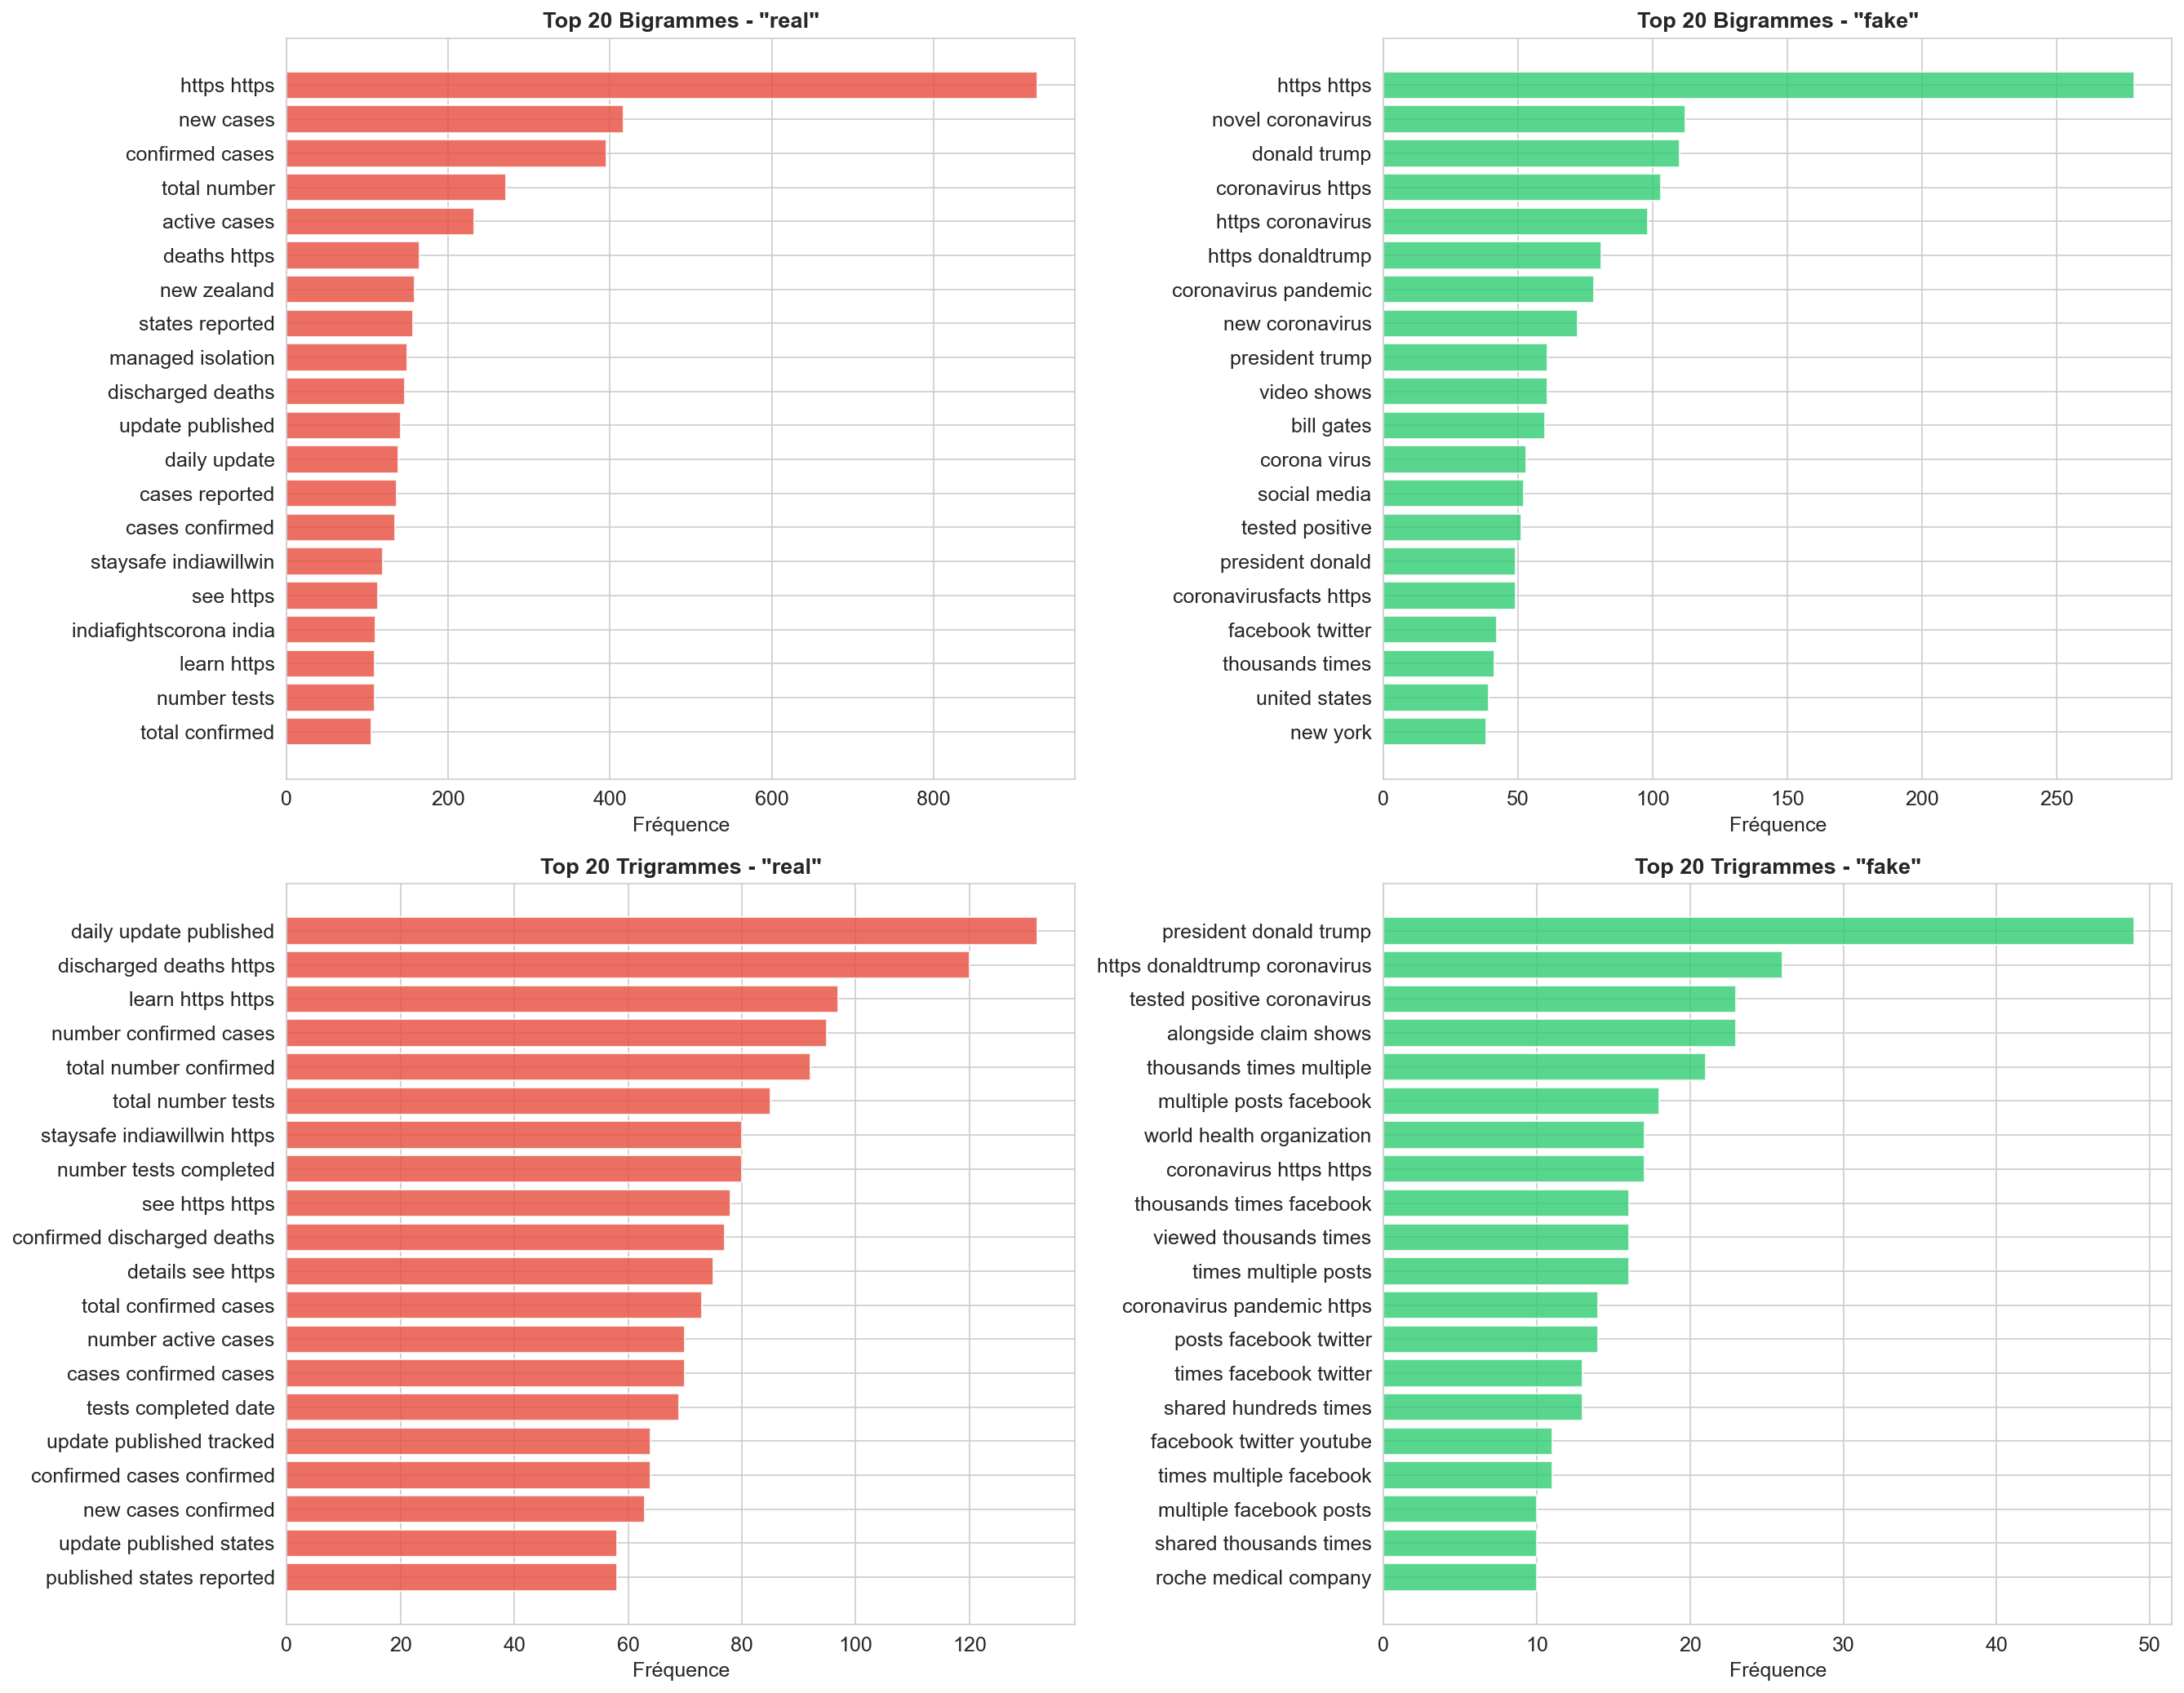 Top 20 Bigrammes - "real"
https https
new cases
confirmed cases
total number
active cases
deaths https
new zealand
states reported
managed isolation
discharged deaths
update published
daily update
cases reported
cases confirmed
staysafe indiawillwin
see https
indiafightscorona india
learn https
number tests
total confirmed
0 200 400 600 800
Fréquence
Top 20 Bigrammes - "fake"
https https
novel coronavirus
donald trump
coronavirus https
https coronavirus
https donaldtrump
coronavirus pandemic
new coronavirus
president trump
video shows
bill gates
corona virus
social media
tested positive
president donald
coronavirusfacts https
facebook twitter
thousands times
united states
new york
0 50 100 150 200 250
Fréquence
Top 20 Trigrammes - "real"
daily update published
discharged deaths https
learn https https
number confirmed cases
total number confirmed
total number tests
staysafe indiawillwin https
number tests completed
see https https
confirmed discharged deaths
details see https
total confirmed cases
number active cases
cases confirmed cases
tests completed date
update published tracked
confirmed cases confirmed
new cases confirmed
update published states
published states reported
0 20 40 60 80 100 120
Fréquence
Top 20 Trigrammes - "fake"
president donald trump
https donaldtrump coronavirus
tested positive coronavirus
alongside claim shows
thousands times multiple
multiple posts facebook
world health organization
coronavirus https https
thousands times facebook
viewed thousands times
times multiple posts
coronavirus pandemic https
posts facebook twitter
times facebook twitter
shared hundreds times
facebook twitter youtube
times multiple facebook
multiple facebook posts
shared thousands times
roche medical company
0 10 20 30 40 50
Fréquence